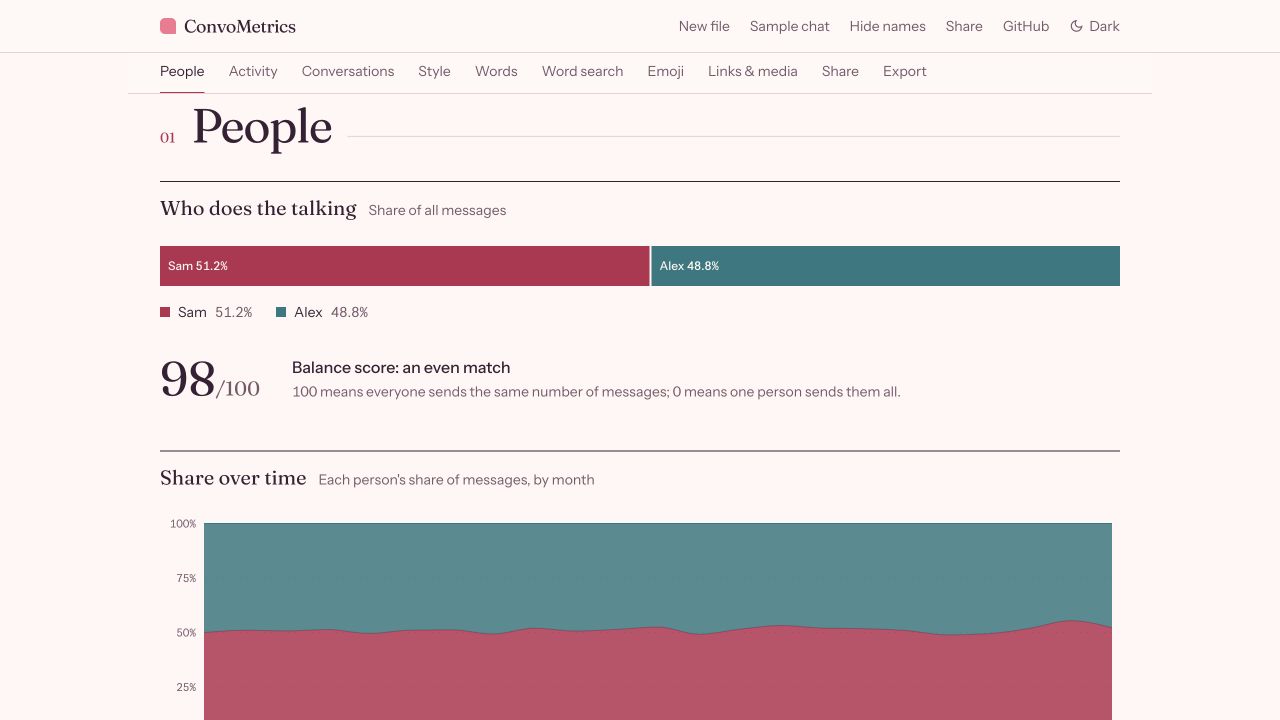 ConvoMetrics New file Sample chat Hide names Share GitHub Dark
People Activity Conversations Style Words Word search Emoji Links & media Share Export
01 People
Who does the talking Share of all messages
Sam 51.2% Alex 48.8%
Sam 51.2% Alex 48.8%
98/100
Balance score: an even match
100 means everyone sends the same number of messages; 0 means one person sends them all.
Share over time Each person's share of messages, by month
100%
75%
50%
25%